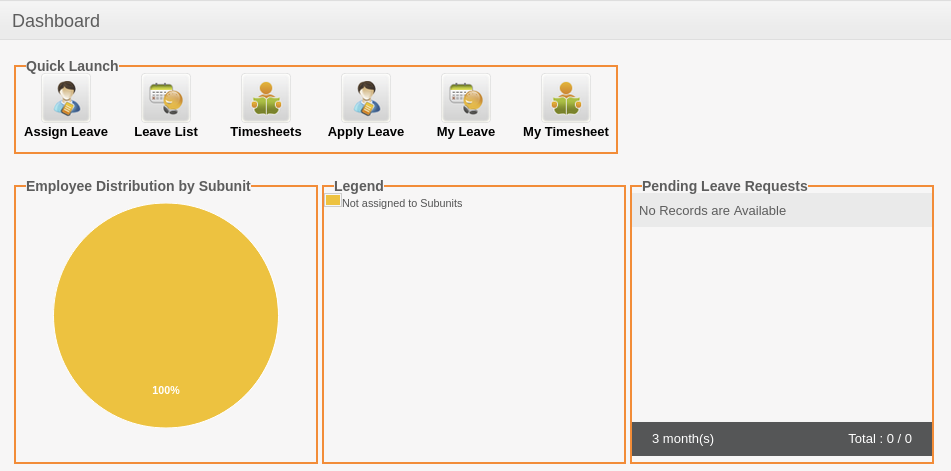 Dashboard
Quick Launch
Assign Leave
Leave List
Timesheets
Apply Leave
My Leave
My Timesheet
Employee Distribution by Subunit
100%
Legend
Not assigned to Subunits
Pending Leave Requests
No Records are Available
3 month(s) Total : 0 / 0